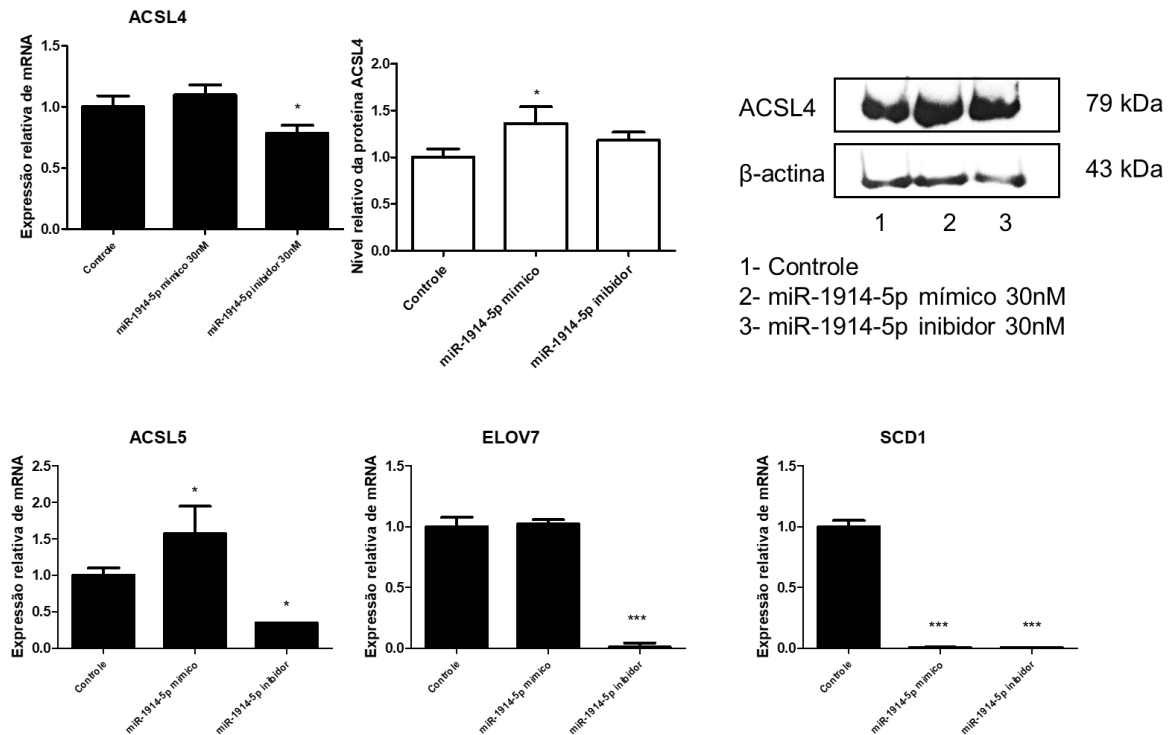 ACSL4
Expressão relativa de mRNA
1.5
1.0
0.5
0.0
*
Controle
miR-1914-5p mímico 30nM
miR-1914-5p inibidor 30nM
Nível relativo da proteína ACSL4
2.0
1.5
1.0
0.5
0.0
*
Controle
miR-1914-5p mímico
miR-1914-5p inibidor
ACSL4
79 kDa
β-actina
43 kDa
1 2 3
1- Controle
2- miR-1914-5p mímico 30nM
3- miR-1914-5p inibidor 30nM
ACSL5
Expressão relativa de mRNA
2.5
2.0
1.5
1.0
0.5
0.0
*
*
Controle
miR-1914-5p mímico
miR-1914-5p inibidor
ELOV7
Expressão relativa de mRNA
1.5
1.0
0.5
0.0
***
Controle
miR-1914-5p mímico
miR-1914-5p inibidor
SCD1
Expressão relativa de mRNA
1.5
1.0
0.5
0.0
***
***
Controle
miR-1914-5p mímico
miR-1914-5p inibidor